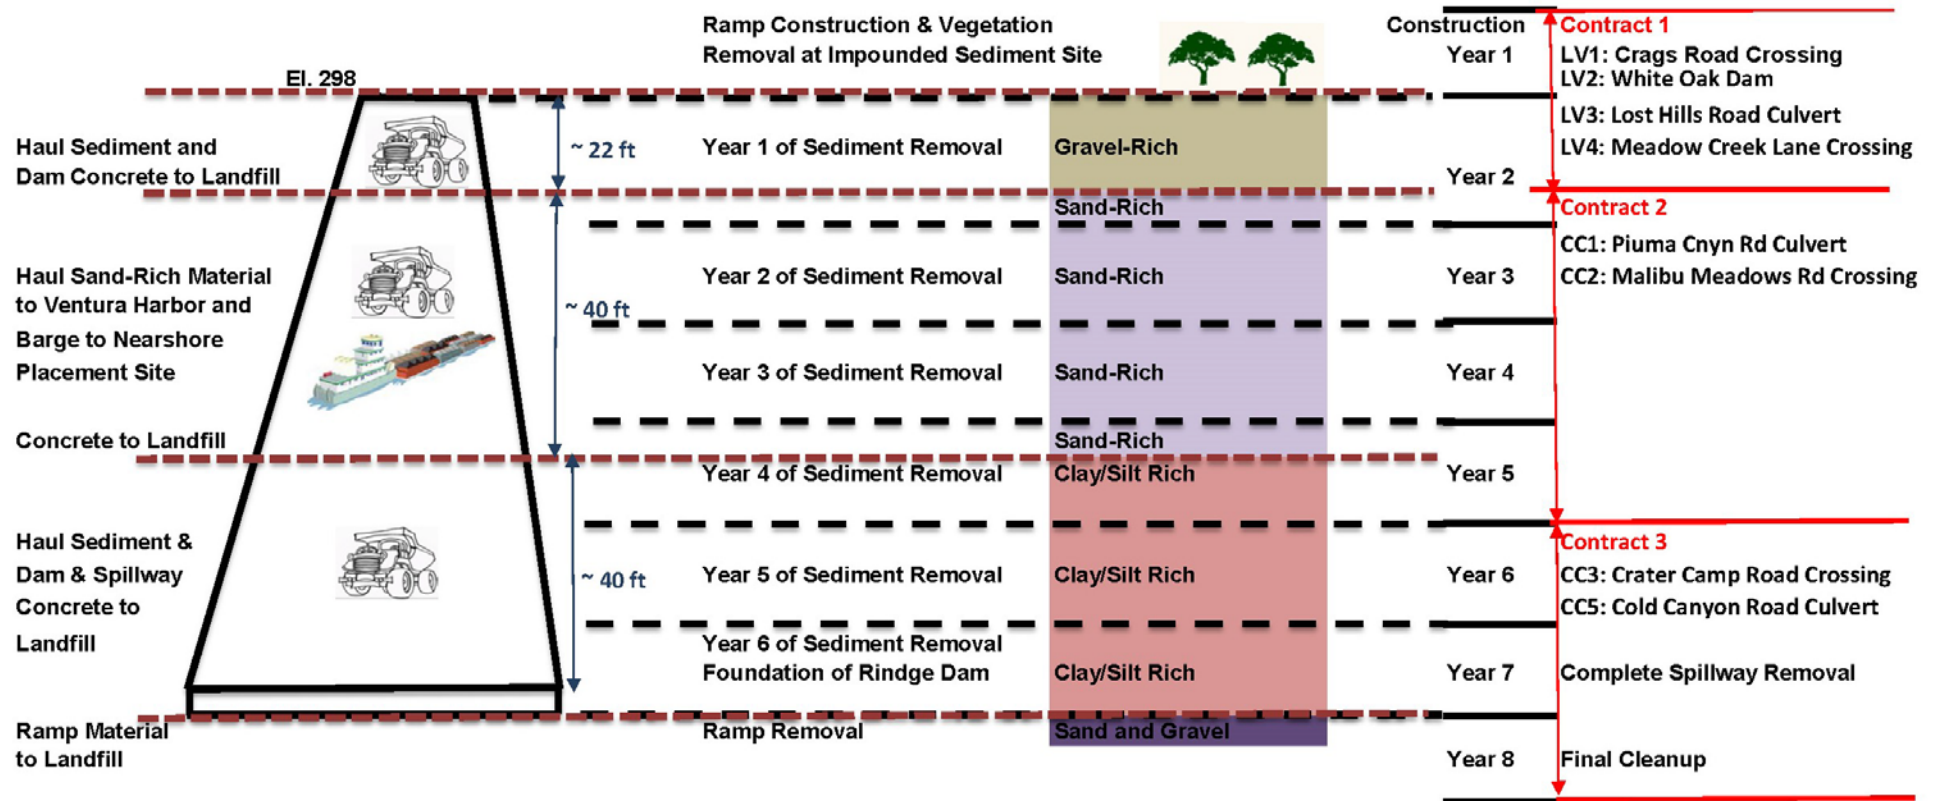 Ramp Construction & Vegetation
Removal at Impounded Sediment Site
Construction
Year 1
Contract 1
LV1: Crags Road Crossing
LV2: White Oak Dam
El. 298
LV3: Lost Hills Road Culvert
LV4: Meadow Creek Lane Crossing
Haul Sediment and
Dam Concrete to Landfill
~ 22 ft
Year 1 of Sediment Removal
Gravel-Rich
Year 2
Sand-Rich
Contract 2
CC1: Piuma Cnyn Rd Culvert
CC2: Malibu Meadows Rd Crossing
Haul Sand-Rich Material
to Ventura Harbor and
Barge to Nearshore
Placement Site
~ 40 ft
Year 2 of Sediment Removal
Sand-Rich
Year 3
Year 3 of Sediment Removal
Sand-Rich
Year 4
Concrete to Landfill
Sand-Rich
Year 4 of Sediment Removal
Clay/Silt Rich
Year 5
Haul Sediment &
Dam & Spillway
Concrete to
Landfill
~ 40 ft
Contract 3
CC3: Crater Camp Road Crossing
CC5: Cold Canyon Road Culvert
Year 5 of Sediment Removal
Clay/Silt Rich
Year 6
Year 6 of Sediment Removal
Foundation of Rindge Dam
Clay/Silt Rich
Year 7
Complete Spillway Removal
Ramp Material
to Landfill
Ramp Removal
Sand and Gravel
Year 8
Final Cleanup